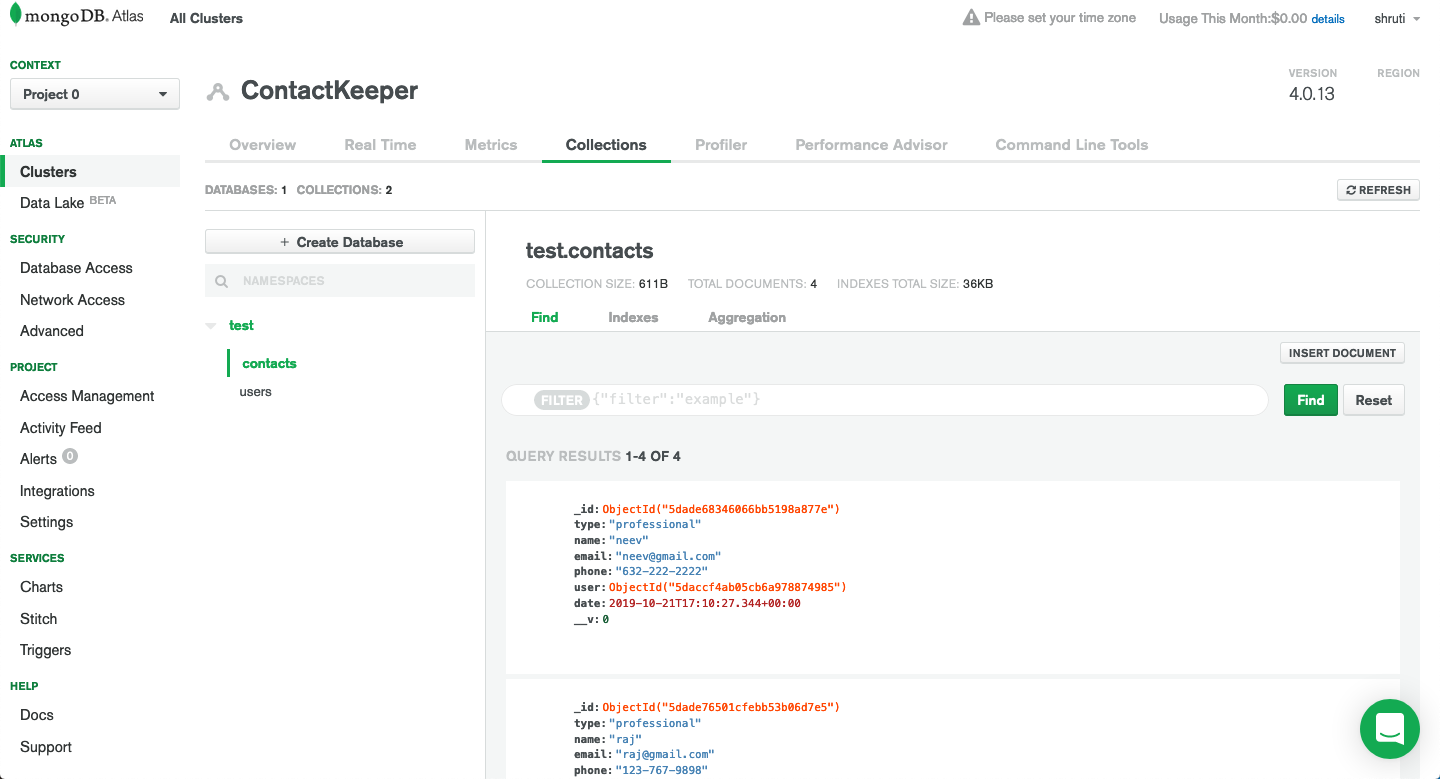 mongoDB. Atlas
All Clusters
Please set your time zone
Usage This Month:$0.00 details
shruti
CONTEXT
Project 0
ATLAS
Clusters
Data Lake BETA
SECURITY
Database Access
Network Access
Advanced
PROJECT
Access Management
Activity Feed
Alerts 0
Integrations
Settings
SERVICES
Charts
Stitch
Triggers
HELP
Docs
Support
ContactKeeper
VERSION
4.0.13
REGION
Overview
Real Time
Metrics
Collections
Profiler
Performance Advisor
Command Line Tools
DATABASES: 1 COLLECTIONS: 2
REFRESH
+ Create Database
NAMESPACES
test
contacts
users
test.contacts
COLLECTION SIZE: 611B TOTAL DOCUMENTS: 4 INDEXES TOTAL SIZE: 36KB
Find
Indexes
Aggregation
INSERT DOCUMENT
FILTER {"filter":"example"}
Find
Reset
QUERY RESULTS 1-4 OF 4
_id: ObjectId("5dade68346066bb5198a877e")
type: "professional"
name: "neev"
email: "neev@gmail.com"
phone: "632-222-2222"
user: ObjectId("5daccf4ab05cb6a978874985")
date: 2019-10-21T17:10:27.344+00:00
__v: 0
_id: ObjectId("5dade76501cfebb53b06d7e5")
type: "professional"
name: "raj"
email: "raj@gmail.com"
phone: "123-767-9898"